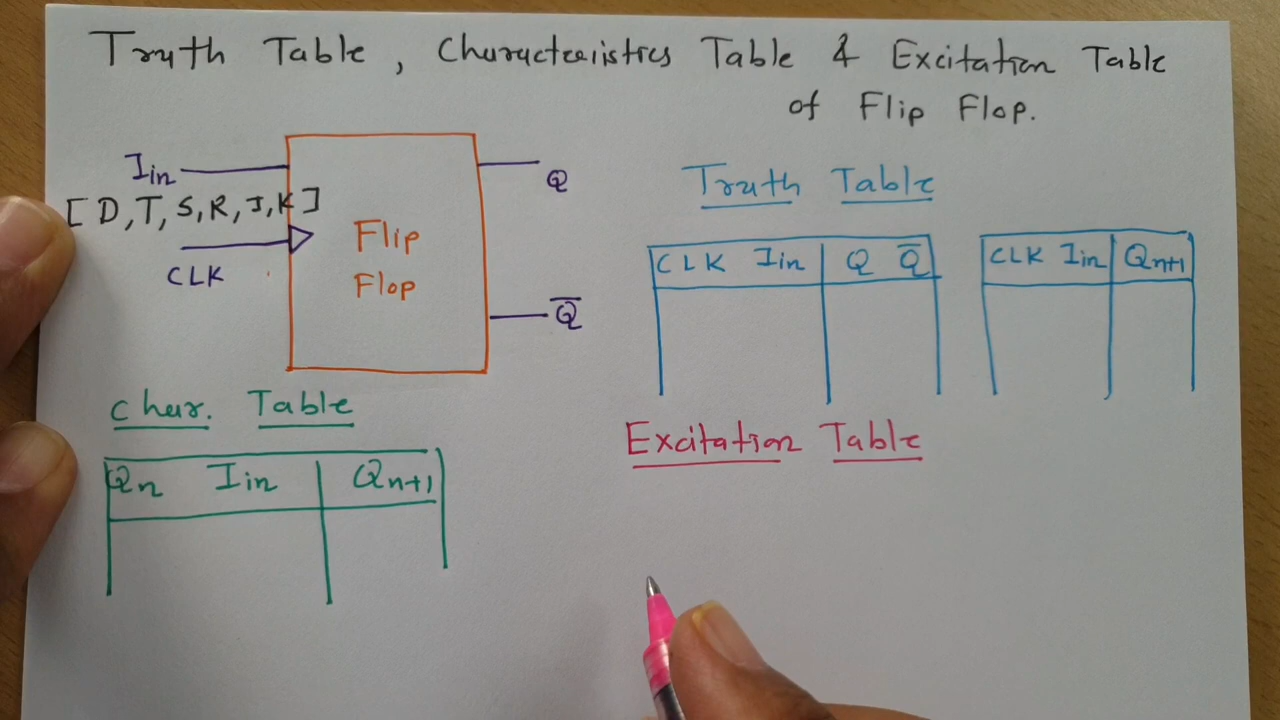 Truth Table, Characteristics Table & Excitation Table
of Flip Flop.
Iin
[D,T,S,R,J,K]
CLK
Flip
Flop
Q
Q̅
Truth Table
CLK Iin Q Q̅
CLK Iin Qn+1
Char. Table
Qn Iin Qn+1
Excitation Table